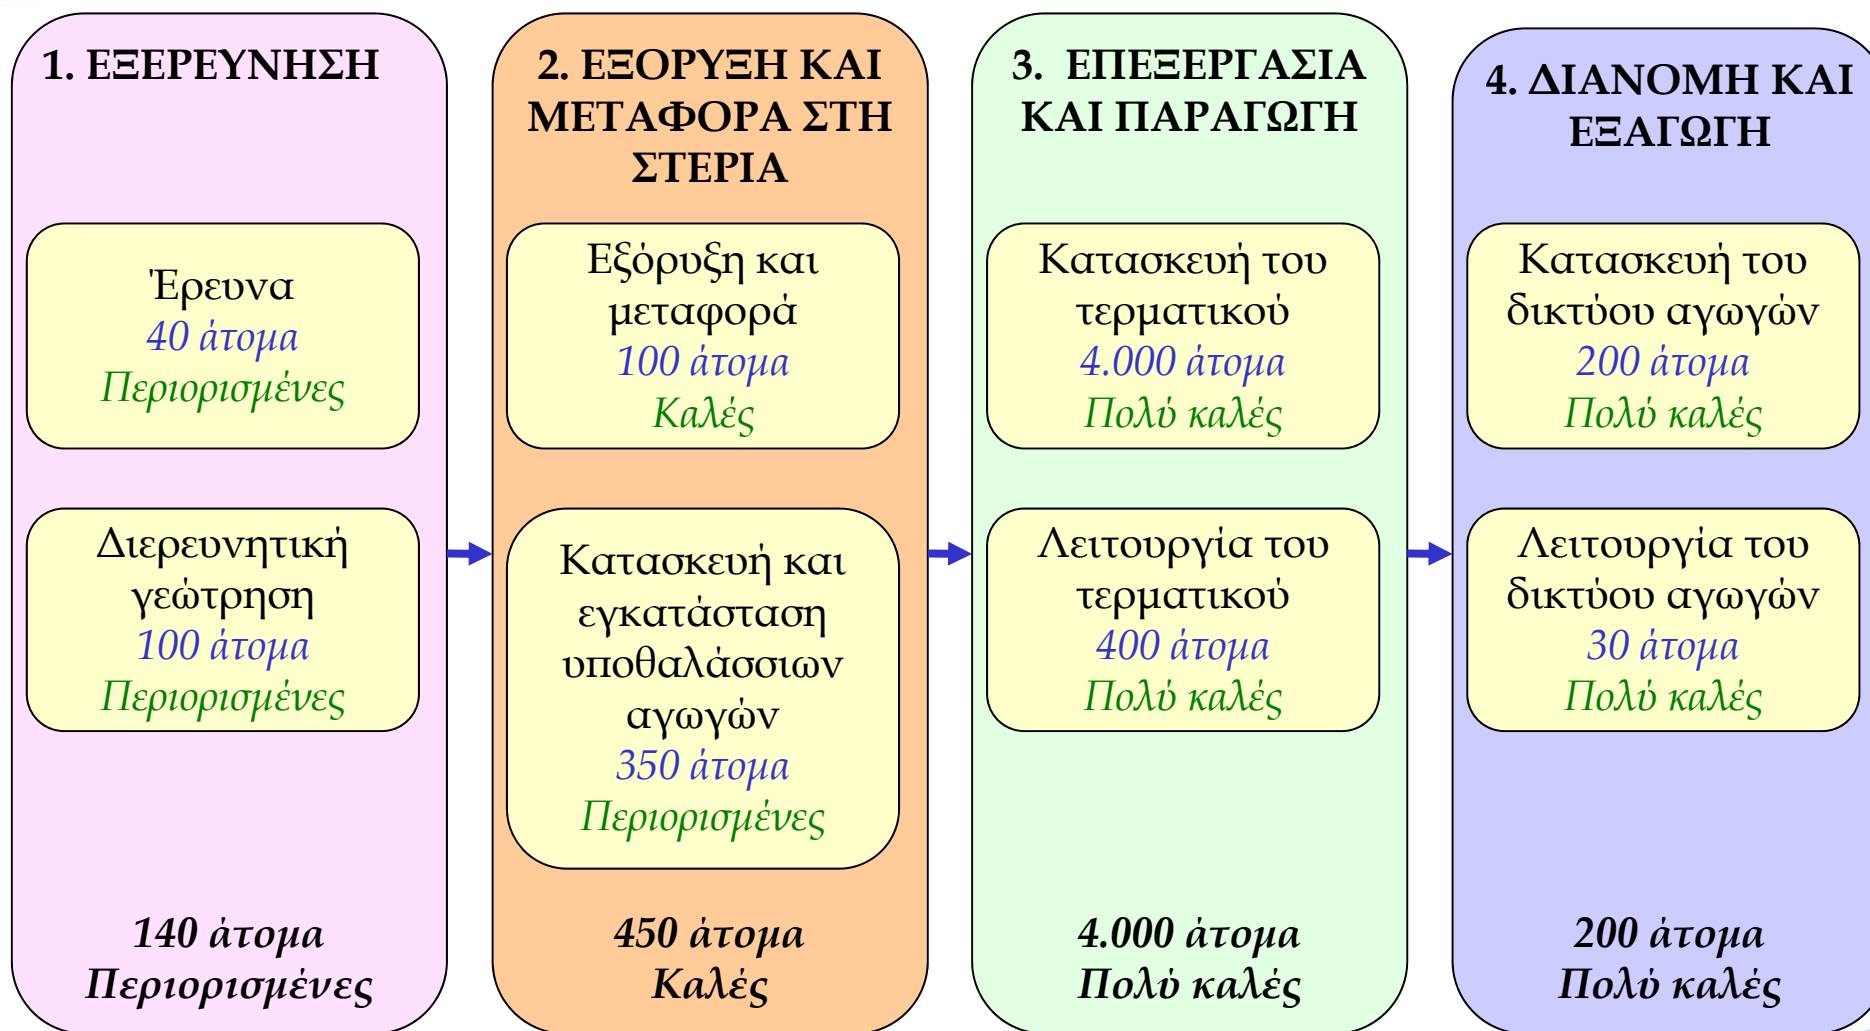 1. ΕΞΕΡΕΥΝΗΣΗ
Έρευνα
40 άτομα
Περιορισμένες
Διερευνητική
γεώτρηση
100 άτομα
Περιορισμένες
140 άτομα
Περιορισμένες
2. ΕΞΟΡΥΞΗ ΚΑΙ
ΜΕΤΑΦΟΡΑ ΣΤΗ
ΣΤΕΡΙΑ
Εξόρυξη και
μεταφορά
100 άτομα
Καλές
Κατασκευή και
εγκατάσταση
υποθαλάσσιων
αγωγών
350 άτομα
Περιορισμένες
450 άτομα
Καλές
3. ΕΠΕΞΕΡΓΑΣΙΑ
ΚΑΙ ΠΑΡΑΓΩΓΗ
Κατασκευή του
τερματικού
4.000 άτομα
Πολύ καλές
Λειτουργία του
τερματικού
400 άτομα
Πολύ καλές
4.000 άτομα
Πολύ καλές
4. ΔΙΑΝΟΜΗ ΚΑΙ
ΕΞΑΓΩΓΗ
Κατασκευή του
δικτύου αγωγών
200 άτομα
Πολύ καλές
Λειτουργία του
δικτύου αγωγών
30 άτομα
Πολύ καλές
200 άτομα
Πολύ καλές